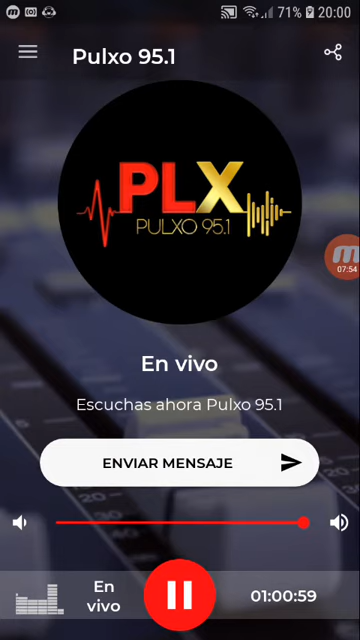 71% 20:00
Pulxo 95.1
PLX
PULXO 95.1
07:54
En vivo
Escuchas ahora Pulxo 95.1
ENVIAR MENSAJE
En
vivo
01:00:59